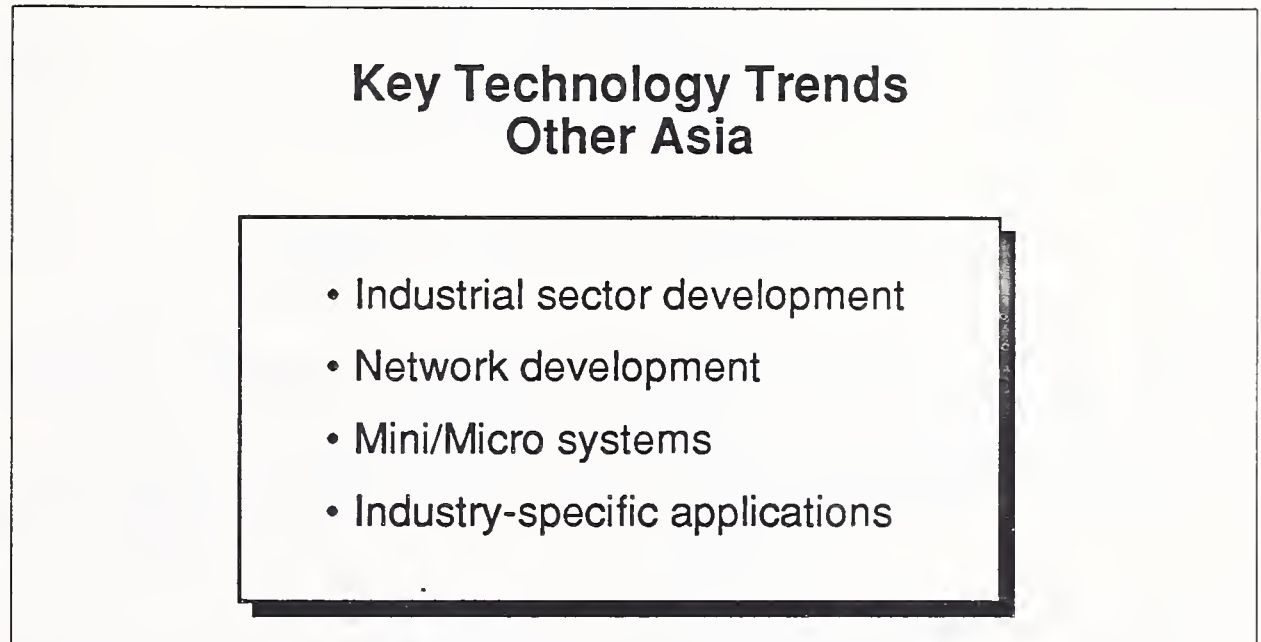 Key Technology Trends
Other Asia
• Industrial sector development
• Network development
• Mini/Micro systems
• Industry-specific applications